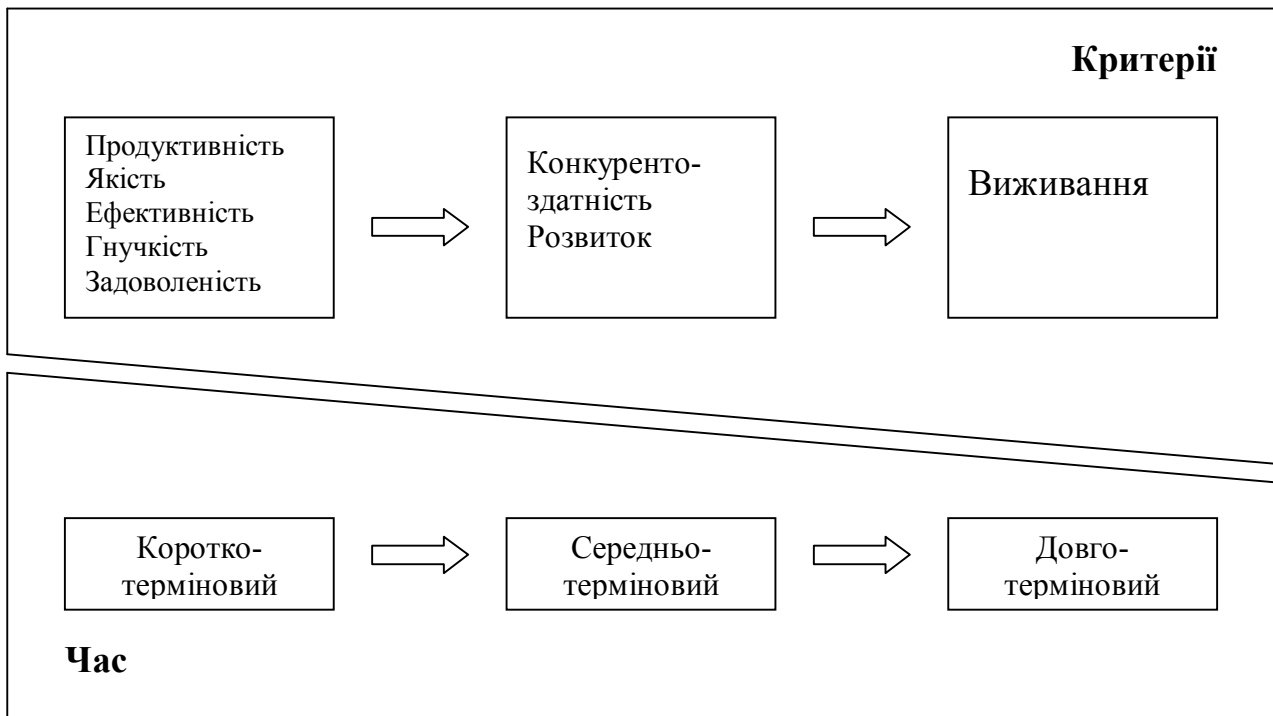 Критерії
Продуктивність
Якість
Ефективність
Гнучкість
Задоволеність
Конкуренто-
здатність
Розвиток
Виживання
Коротко-
терміновий
Середньо-
терміновий
Довго-
терміновий
Час